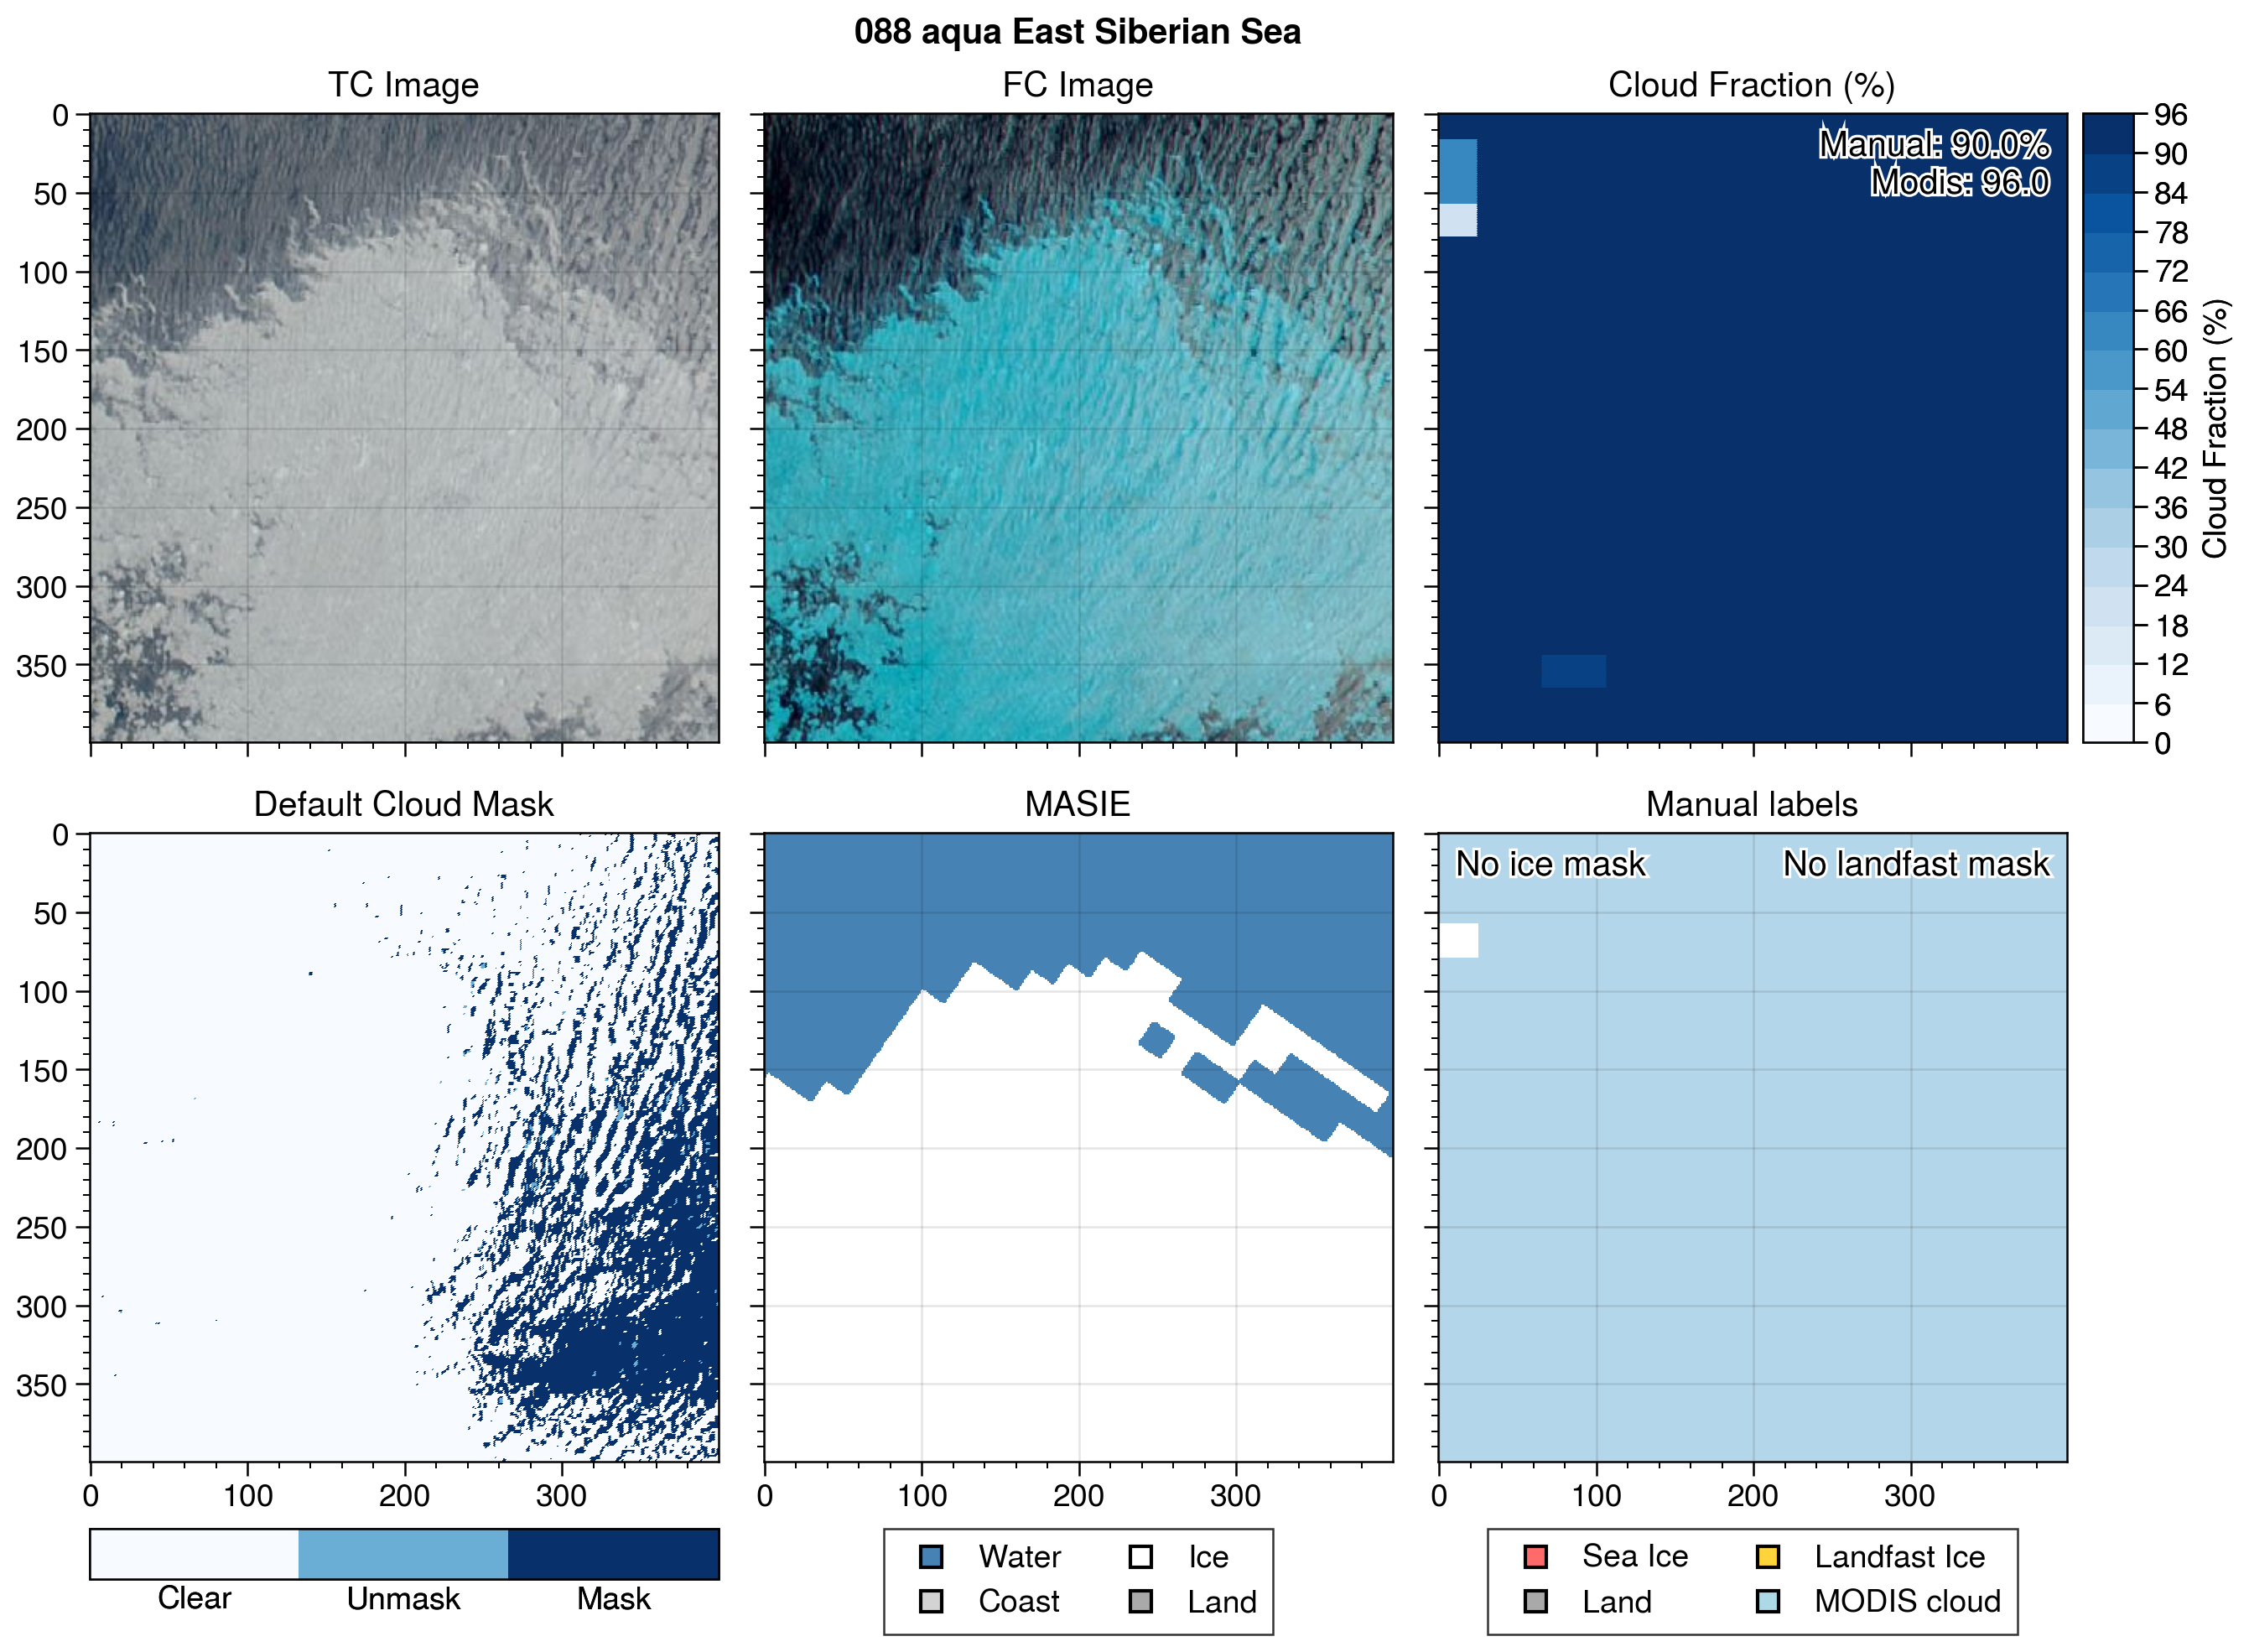 088 aqua East Siberian Sea
TC Image
FC Image
Cloud Fraction (%)
0
50
100
150
200
250
300
350
Manual: 90.0%
Modis: 96.0
96
90
84
78
72
66
60
54
48
42
36
30
24
18
12
6
0
Cloud Fraction (%)
Default Cloud Mask
MASIE
Manual labels
0
50
100
150
200
250
300
350
No ice mask
No landfast mask
0 100 200 300
0 100 200 300
0 100 200 300
Clear Unmask Mask
Water Ice
Coast Land
Sea Ice Landfast Ice
Land MODIS cloud